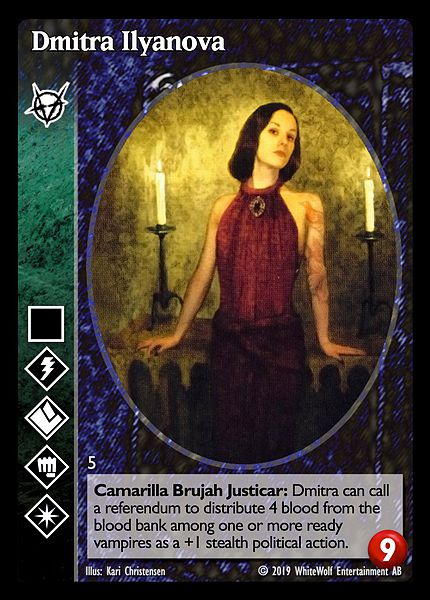 Dmitra Ilyanova
5
Camarilla Brujah Justicar: Dmitra can call
a referendum to distribute 4 blood from the
blood bank among one or more ready
vampires as a +1 stealth political action.
9
Illus: Kari Christensen
© 2019 WhiteWolf Entertainment AB